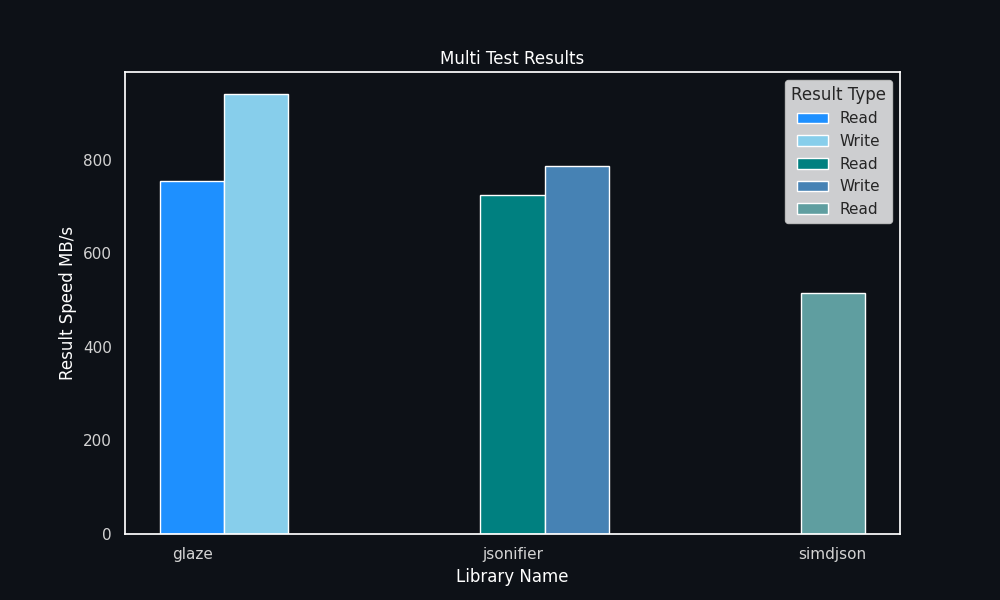 Multi Test Results
Result Type
Read
Write
Read
Write
Read
800
600
400
200
0
Result Speed MB/s
glaze jsonifier simdjson
Library Name